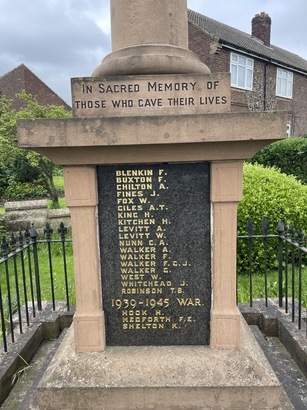 IN SACRED MEMORY OF
THOSE WHO GAVE THEIR LIVES
BLENKIN F.
BUXTON F.
CHILTON A.
FINES J.
FOX W.
GILES A.T.
KING H.
KITCHEN H.
LEVITT A.
LEVITT W.
NUNN C.A.
WALKER A.
WALKER F.
WALKER F.C.J.
WALKER G.
WEST W.
WHITEHEAD J.
ROBINSON T.B.
1939-1945 WAR.
HOOK H.
HEDFORTH F.E.
SHELTON K.